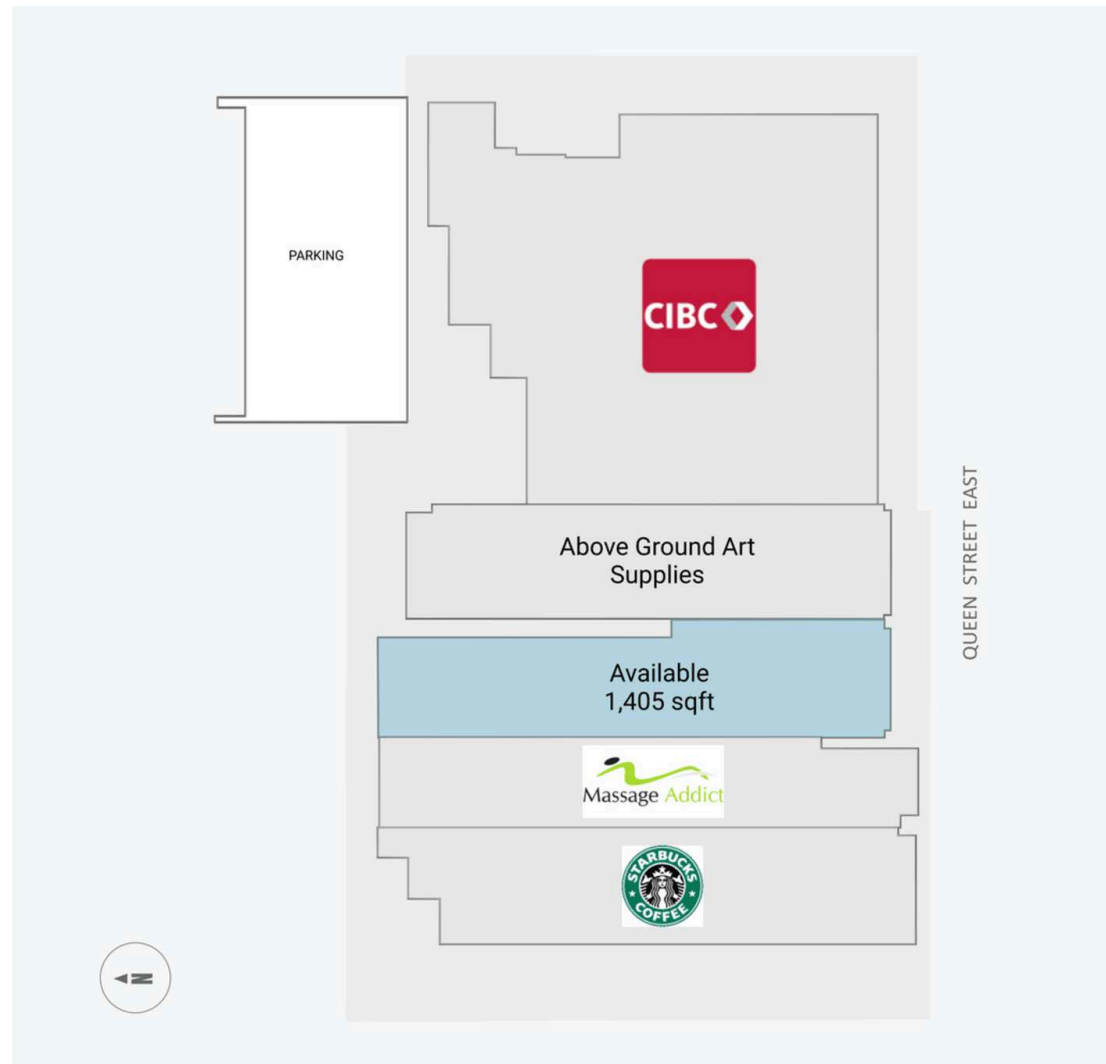 PARKING
CIBC
Above Ground Art
Supplies
QUEEN STREET EAST
Available
1,405 sqft
Massage Addict
STARBUCKS
COFFEE
N